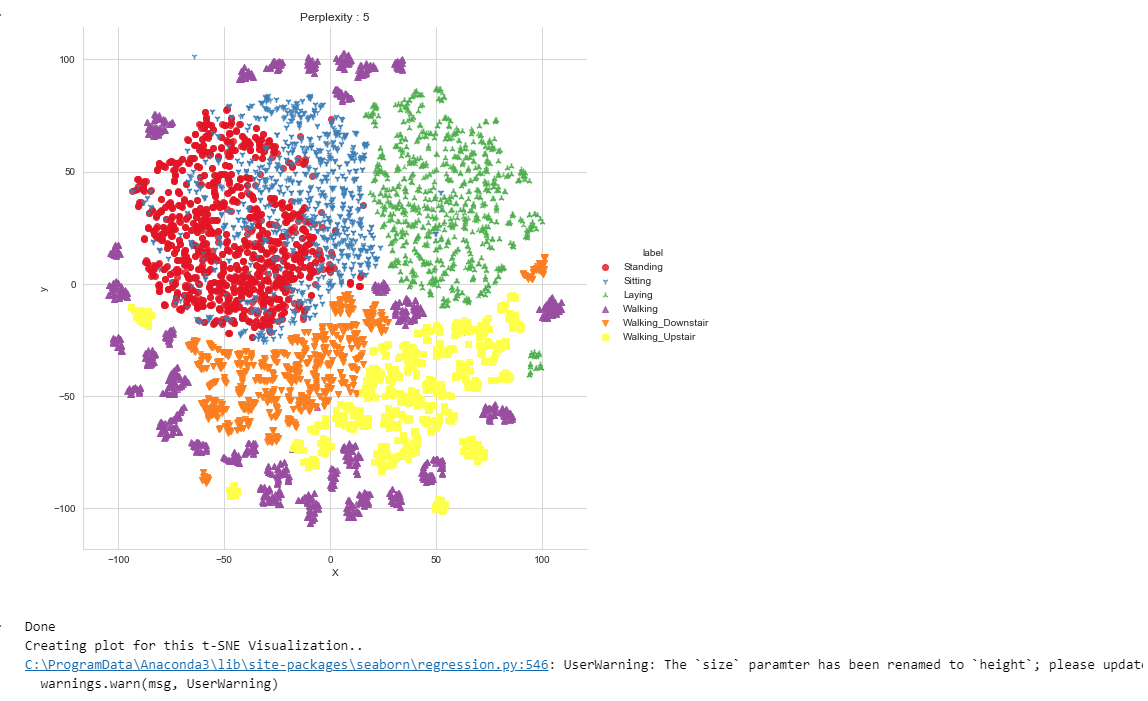 Perplexity : 5
100
50
0
−50
−100
y
−100
−50
0
50
100
X
label
Standing
Sitting
Laying
Walking
Walking_Downstair
Walking_Upstair
Done
Creating plot for this t-SNE Visualization..
C:\ProgramData\Anaconda3\lib\site-packages\seaborn\regression.py:546: UserWarning: The `size` paramter has been renamed to `height`; please updat
warnings.warn(msg, UserWarning)